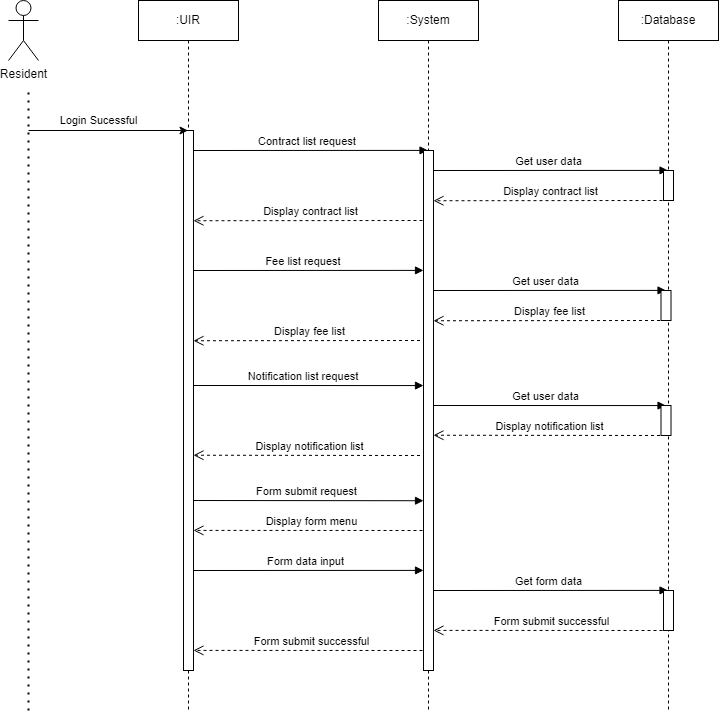 :UIR
:System
:Database
Resident
Login Sucessful
Contract list request
Get user data
Display contract list
Display contract list
Fee list request
Get user data
Display fee list
Display fee list
Notification list request
Get user data
Display notification list
Display notification list
Form submit request
Display form menu
Form data input
Get form data
Form submit successful
Form submit successful